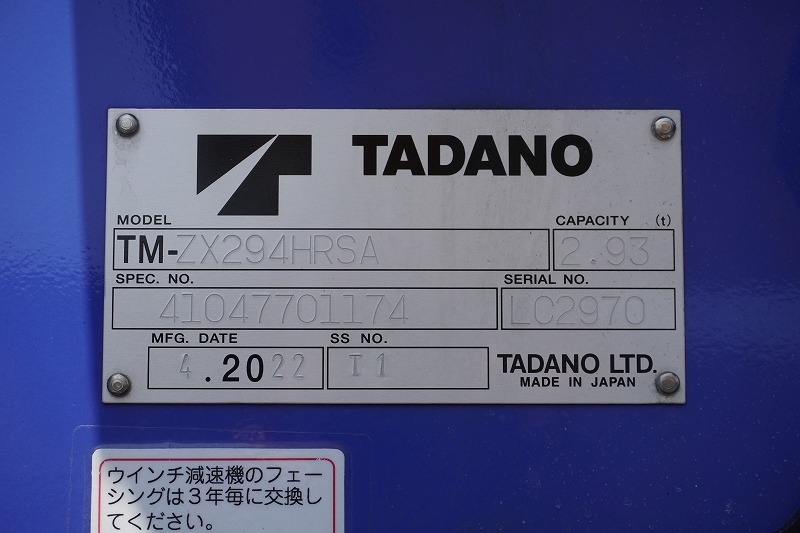 TADANO
MODEL
TM-ZX294HRSA
CAPACITY (t)
2.93
SPEC. NO.
41047701174
SERIAL NO.
LC2970
MFG. DATE
4.2022
SS NO.
I1
TADANO LTD.
MADE IN JAPAN
ウインチ減速機のフェー
シングは3年毎に交換し
てください。